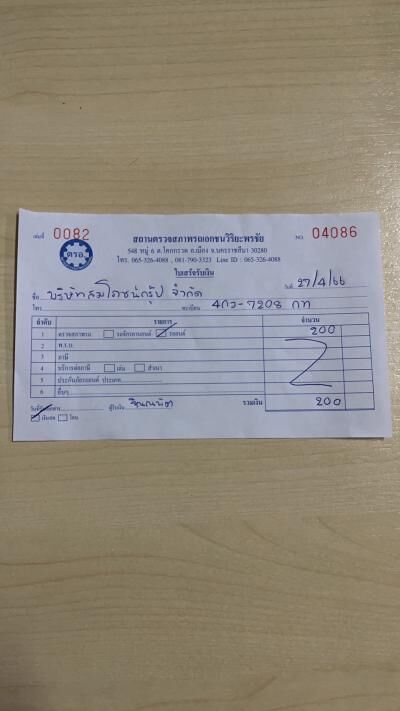 เล่มที่ 0082 สถานตรวจสภาพรถเอกชนวิริยะพรชัย NO. 04086
ตรอ.
548 หมู่ 6 ต.โคกกรวด อ.เมือง จ.นครราชสีมา 30280
โทร. 065-326-4088 , 081-790-3323 Line ID : 065-326-4088
ใบเสร็จรับเงิน
วันที่ 27/4/66
ชื่อ บริษัทสมโภชน์กรุ๊ป จำกัด
โทร. ทะเบียน 4กว-7208 กท
ลำดับ รายการ จำนวน
1 ตรวจสภาพรถ รถจักรยานยนต์ รถยนต์ 200
2 พ.ร.บ.
3 ภาษี
4 บริการต่อภาษี เล่ม สำเนา
5 ประกันภัยรถยนต์ ประเภท
6 อื่นๆ
ผู้รับเงิน รวมเงิน 200
เงินสด โอน